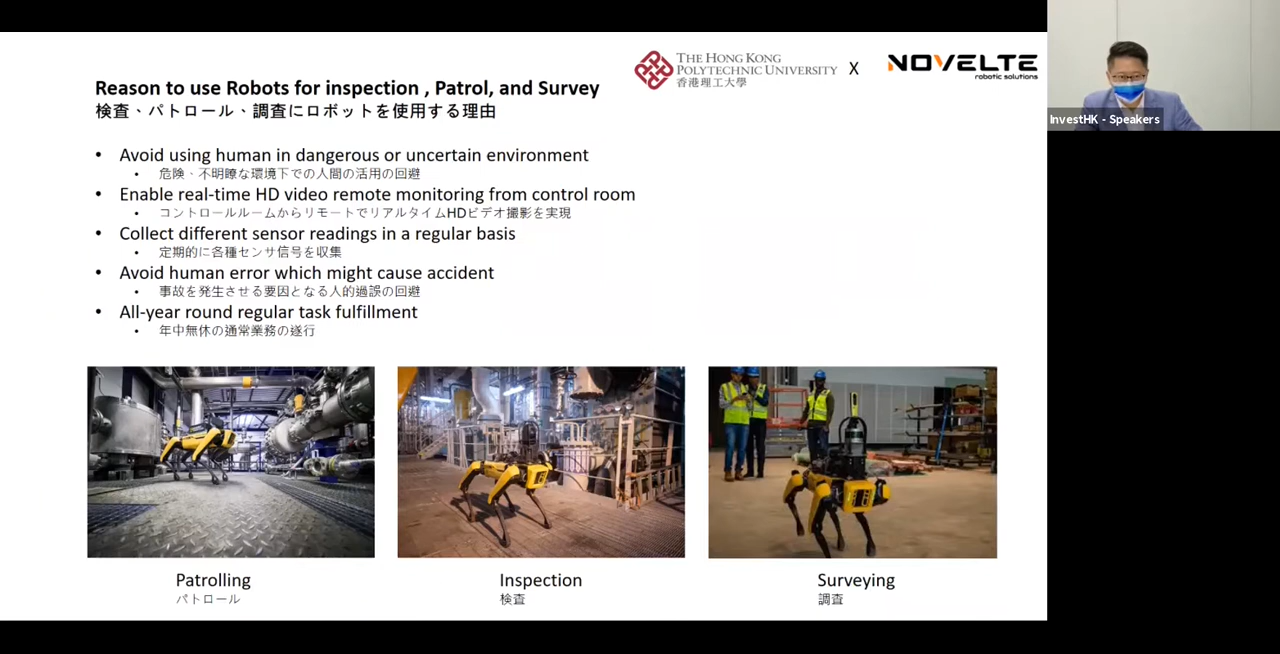 THE HONG KONG
POLYTECHNIC UNIVERSITY
香港理工大學
X
NOVELTE
robotic solutions
Reason to use Robots for inspection , Patrol, and Survey
検査、パトロール、調査にロボットを使用する理由
• Avoid using human in dangerous or uncertain environment
• 危険、不明瞭な環境下での人間の活用の回避
• Enable real-time HD video remote monitoring from control room
• コントロールルームからリモートでリアルタイムHDビデオ撮影を実現
• Collect different sensor readings in a regular basis
• 定期的に各種センサ信号を収集
• Avoid human error which might cause accident
• 事故を発生させる要因となる人的過誤の回避
• All-year round regular task fulfillment
• 年中無休の通常業務の遂行
Patrolling
パトロール
Inspection
検査
Surveying
調査
InvestHK - Speakers